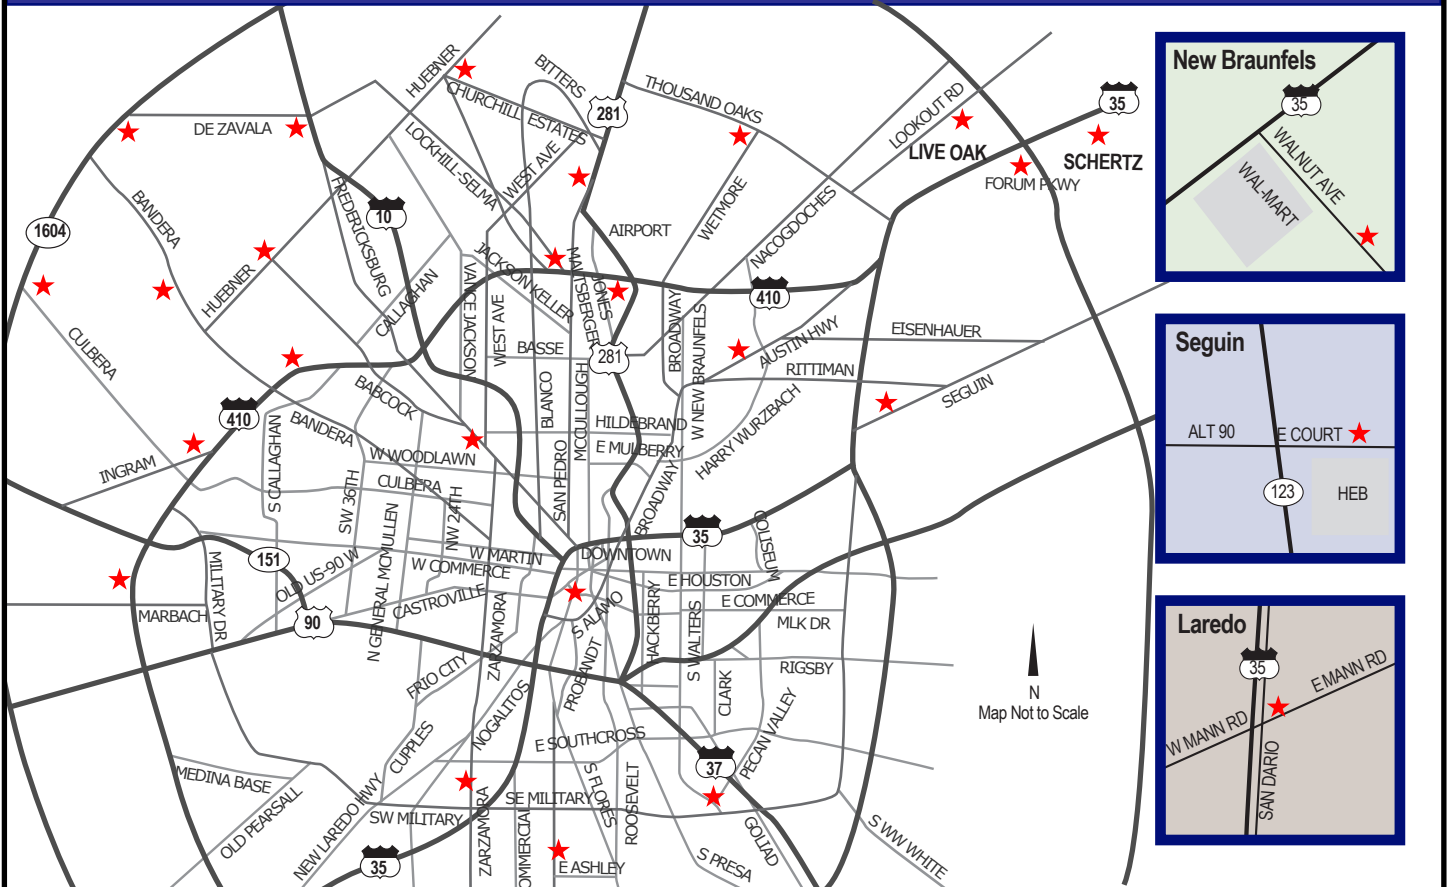 HUEBNER
BITTERS
CHURCHILL ESTATES
281
THOUSAND OAKS
LOOKOUT RD
35
DE ZAVALA
LOCKHILL-SELMA
WEST AVE
LIVE OAK
SCHERTZ
FORUM PKWY
BANDERA
FREDERICKSBURG
10
WETMORE
NACOGDOCHES
AIRPORT
1604
HUEBNER
CALLAGHAN
VANCE JACKSON
JACKSON KELLER
MALTSBERGER
JONES
410
CULBERA
WEST AVE
BASSE
281
BROADWAY
W NEW BRAUNFELS
AUSTIN HWY
EISENHAUER
RITTIMAN
SEGUIN
BABCOCK
410
BANDERA
BLANCO
MCCULLOUGH
HILDEBRAND
E MULBERRY
HARRY WURZBACH
INGRAM
S CALLAGHAN
W WOODLAWN
CULBERA
SW 36TH
NW 24TH
SAN PEDRO
BROADWAY
N GENERAL MCMULLEN
35
COLISEUM
DOWNTOWN
W MARTIN
W COMMERCE
151
OLD US-90 W
MILITARY DR
E HOUSTON
E COMMERCE
CASTROVILLE
MARBACH
90
ZARZAMORA
S ALAMO
HACKBERRY
S WALTERS
MLK DR
RIGSBY
FRIO CITY
PROBANDT
CLARK
NOGALITOS
PECAN VALLEY
N
Map Not to Scale
CUPPLES
E SOUTHCROSS
37
MEDINA BASE
OLD PEARSALL
NEW LAREDO HWY
SW MILITARY
SE MILITARY
S FLORES
ROOSEVELT
ZARZAMORA
OMMERCIAL
35
E ASHLEY
S PRESA
GOLIAD
S WW WHITE
New Braunfels
35
WALNUT AVE
WAL-MART
Seguin
ALT 90
E COURT
123
HEB
Laredo
35
E MANN RD
W MANN RD
SAN DARIO